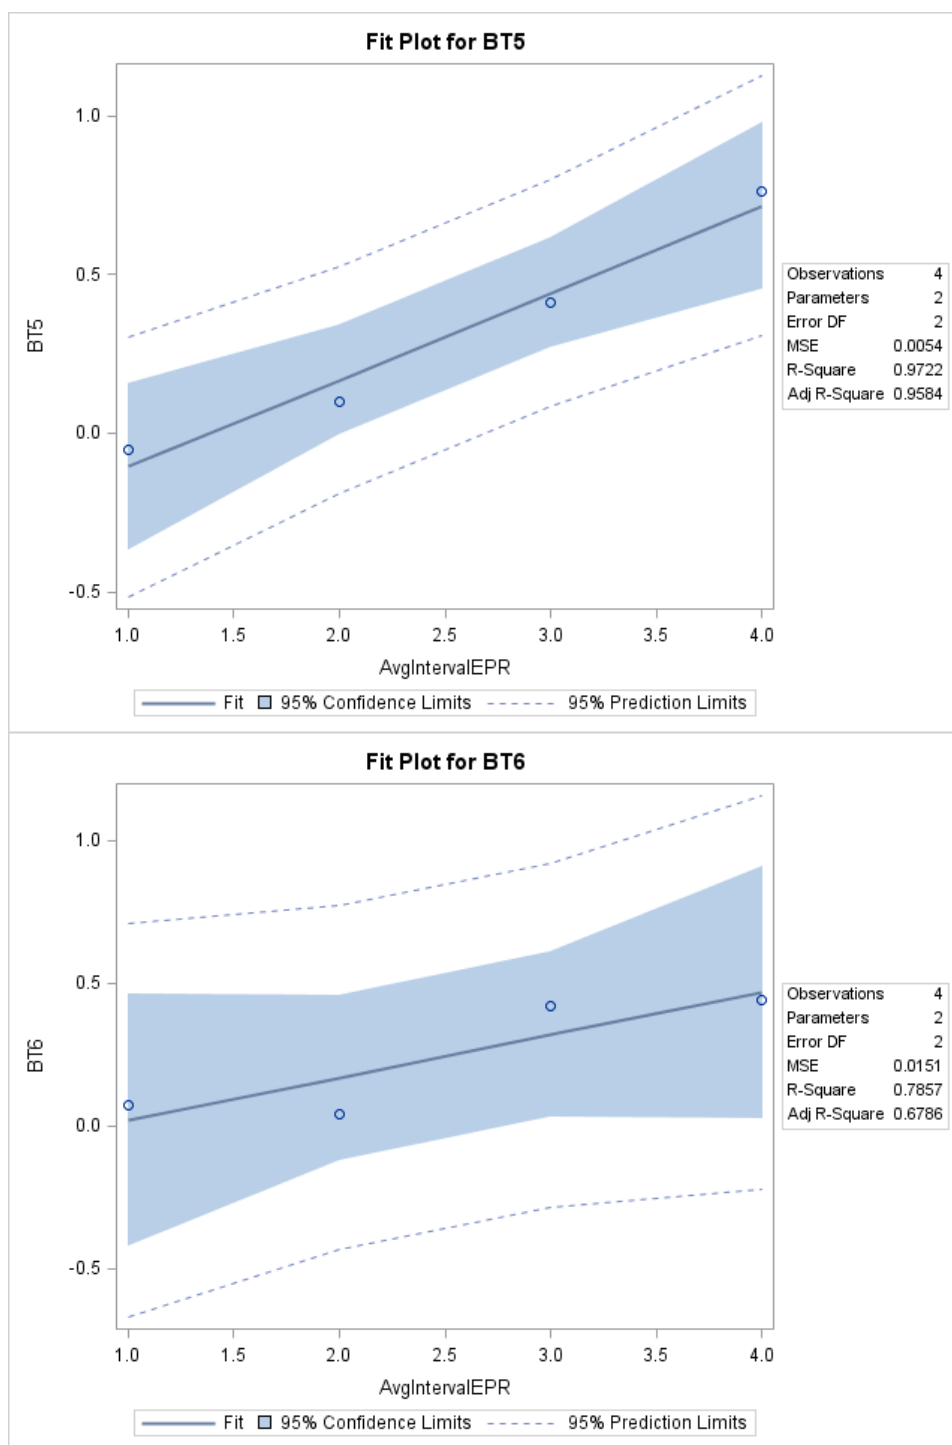 Fit Plot for BT5
1.0
0.5
0.0
-0.5
BT5
1.0 1.5 2.0 2.5 3.0 3.5 4.0
AvgIntervalEPR
Fit 95% Confidence Limits 95% Prediction Limits
Observations 4
Parameters 2
Error DF 2
MSE 0.0054
R-Square 0.9722
Adj R-Square 0.9584
Fit Plot for BT6
1.0
0.5
0.0
-0.5
BT6
1.0 1.5 2.0 2.5 3.0 3.5 4.0
AvgIntervalEPR
Fit 95% Confidence Limits 95% Prediction Limits
Observations 4
Parameters 2
Error DF 2
MSE 0.0151
R-Square 0.7857
Adj R-Square 0.6786